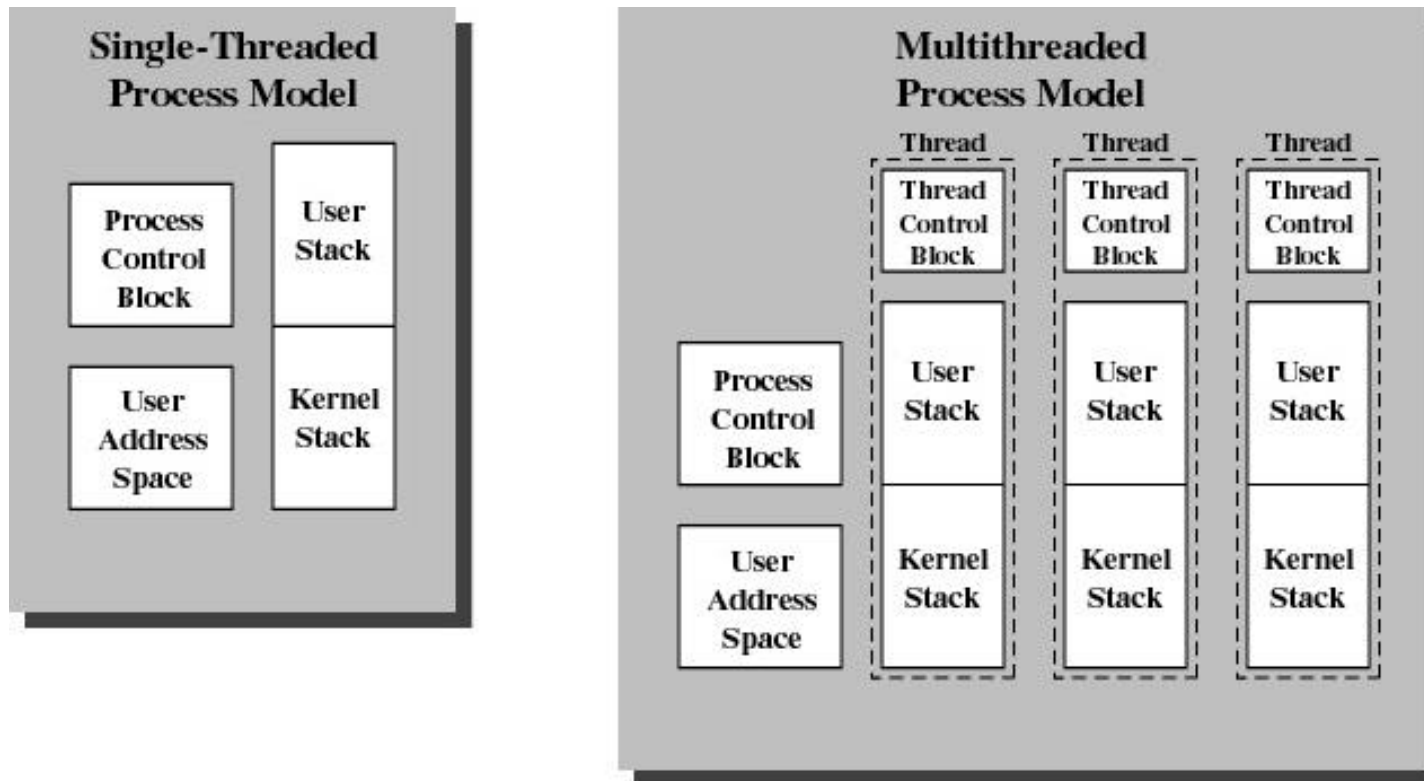 Single-Threaded
Process Model
Process
Control
Block
User
Stack
User
Address
Space
Kernel
Stack
Multithreaded
Process Model
Thread
Thread
Thread
Thread
Control
Block
Thread
Control
Block
Thread
Control
Block
Process
Control
Block
User
Stack
User
Stack
User
Stack
User
Address
Space
Kernel
Stack
Kernel
Stack
Kernel
Stack